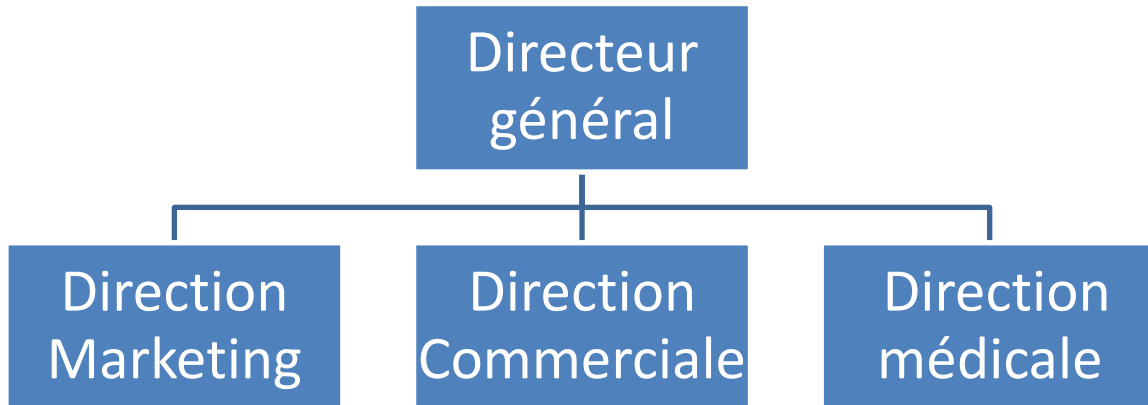 Directeur
général
Direction
Marketing
Direction
Commerciale
Direction
médicale